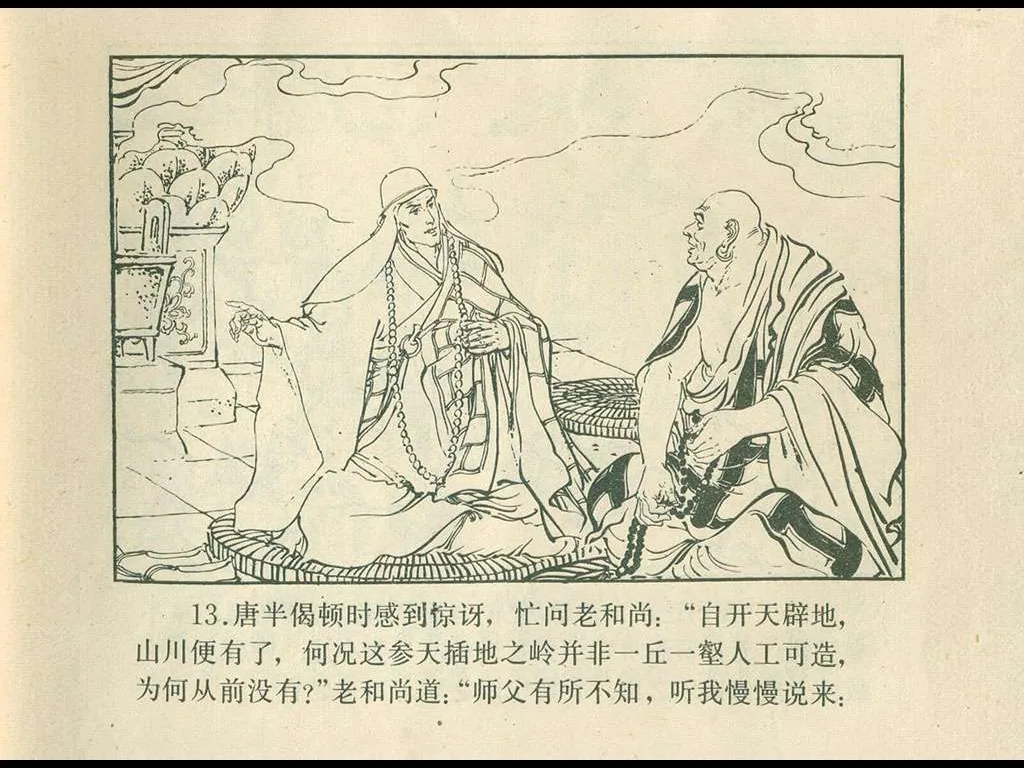 13.唐半偈顿时感到惊讶，忙问老和尚：“自开天辟地，
山川便有了，何况这参天插地之岭并非一丘一壑人工可造，
为何从前没有？”老和尚道：“师父有所不知，听我慢慢说来：